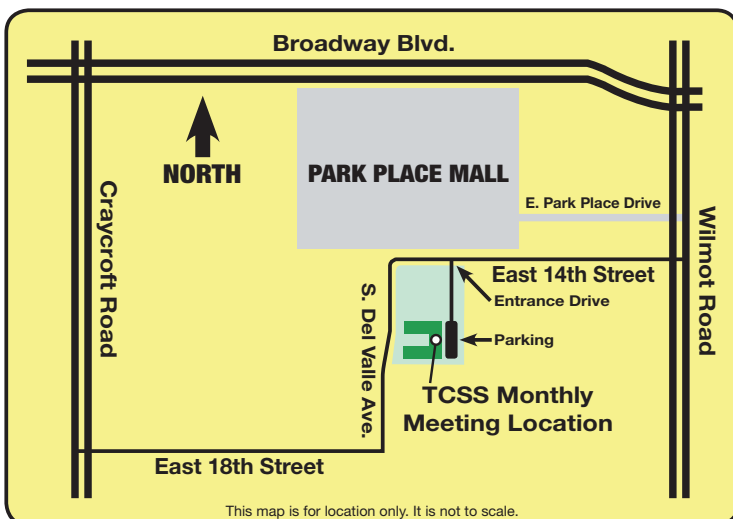 Broadway Blvd.
NORTH
PARK PLACE MALL
E. Park Place Drive
Craycroft Road
Wilmot Road
East 14th Street
S. Del Valle Ave.
Entrance Drive
Parking
TCSS Monthly
Meeting Location
East 18th Street
This map is for location only. It is not to scale.